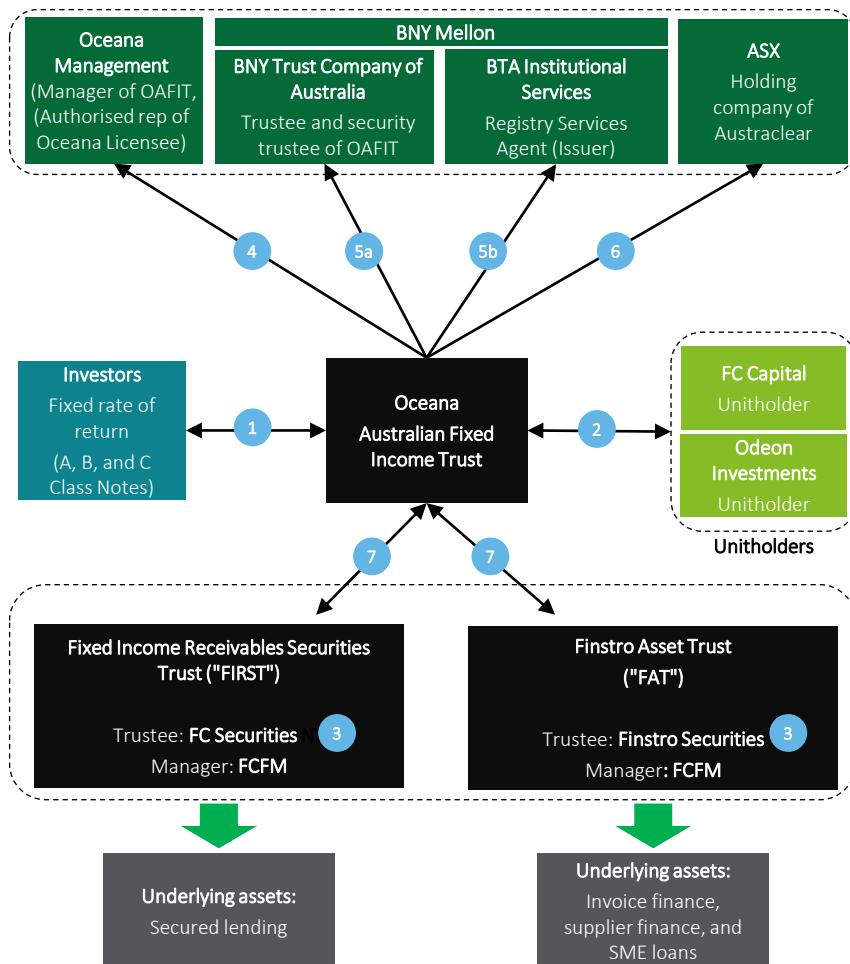 Oceana
Management
(Manager of OAFIT,
(Authorised rep of
Oceana Licensee)
BNY Mellon
BNY Trust Company of
Australia
Trustee and security
trustee of OAFIT
BTA Institutional
Services
Registry Services
Agent (Issuer)
ASX
Holding
company of
Austraclear
4
5a
5b
6
Investors
Fixed rate of
return
(A, B, and C
Class Notes)
1
Oceana
Australian Fixed
Income Trust
2
FC Capital
Unitholder
Odeon
Investments
Unitholder
Unitholders
7
7
Fixed Income Receivables Securities
Trust ("FIRST")
Trustee: FC Securities N
3
Manager: FCFM
Finstro Asset Trust
("FAT")
Trustee: Finstro Securities
3
Manager: FCFM
Underlying assets:
Secured lending
Underlying assets:
Invoice finance,
supplier finance, and
SME loans